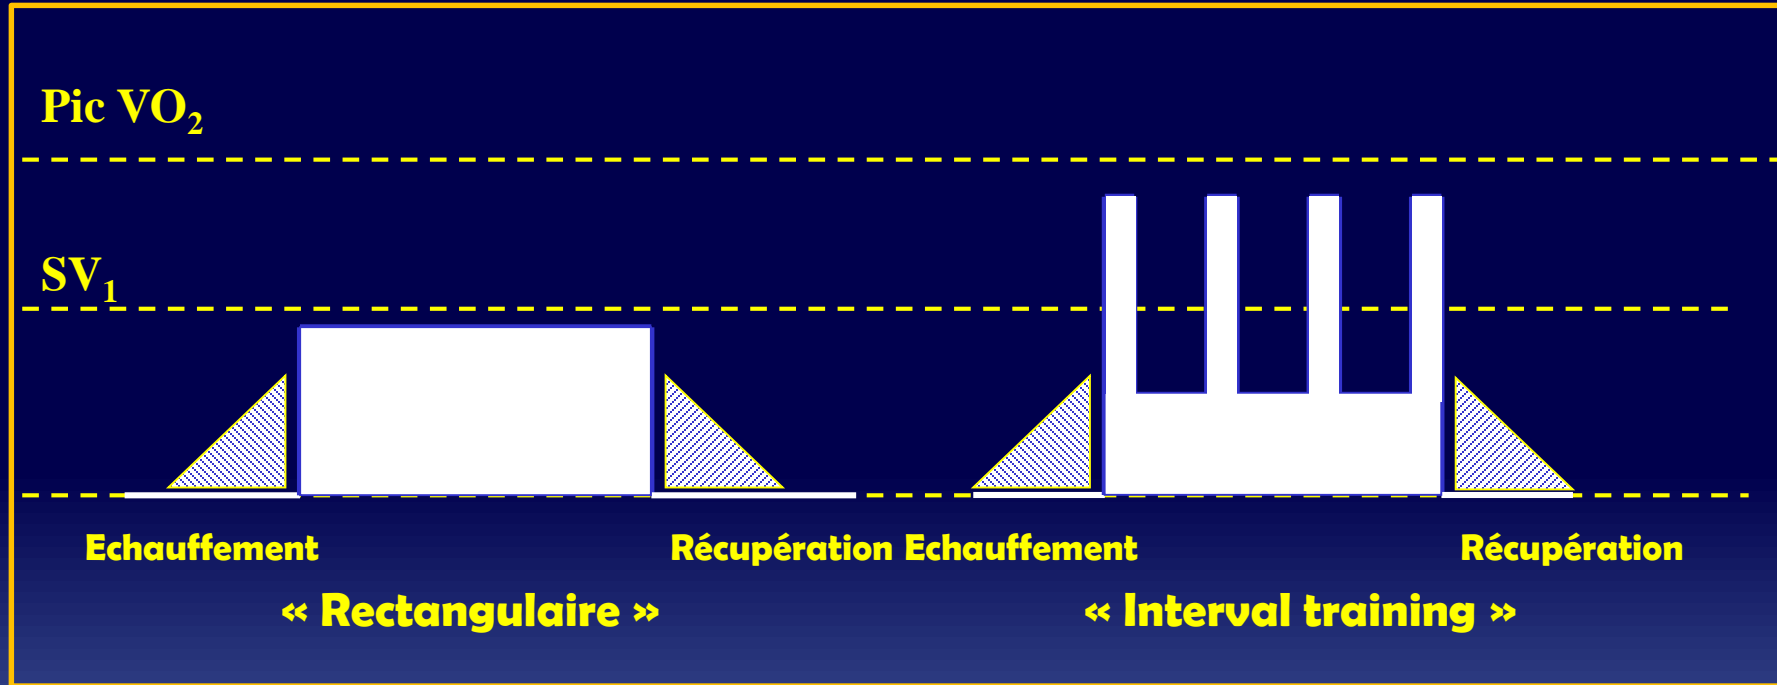 Pic VO₂
SV₁
Echauffement Récupération Echauffement Récupération
« Rectangulaire » « Interval training »